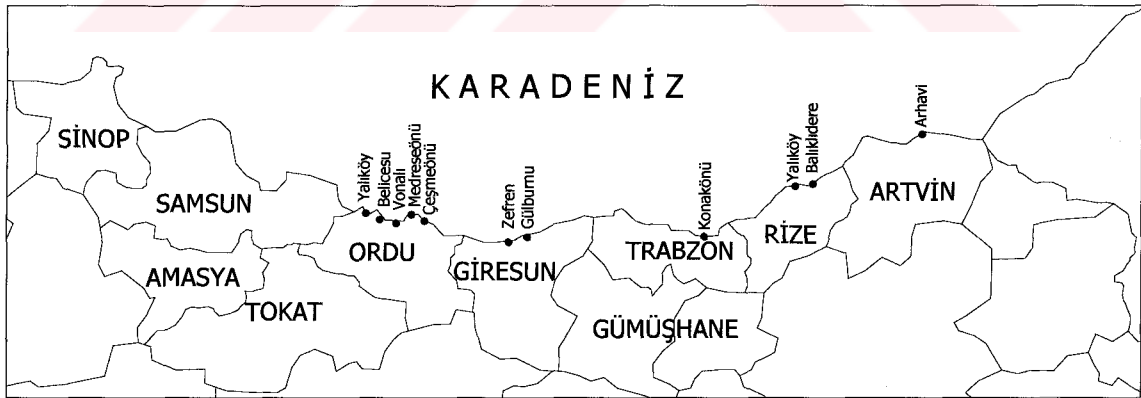 KARADENİZ
SİNOP
SAMSUN
AMASYA
TOKAT
ORDU
GİRESUN
TRABZON
GÜMÜŞHANE
RİZE
ARTVİN
Yalıköy
Belicesu
Vonalı
Medreseönü
Çeşmeönü
Zefren
Gülburnu
Konakönü
Yalıköy
Balıklıdere
Arhavi